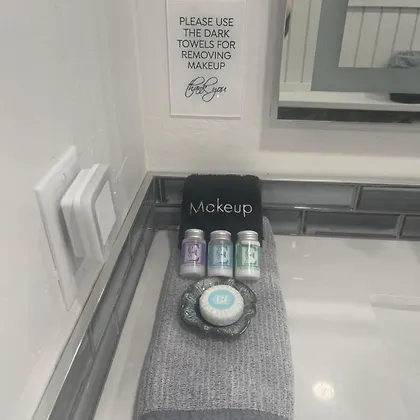 PLEASE USE
THE DARK
TOWELS FOR
REMOVING
MAKEUP
thank you
Makeup